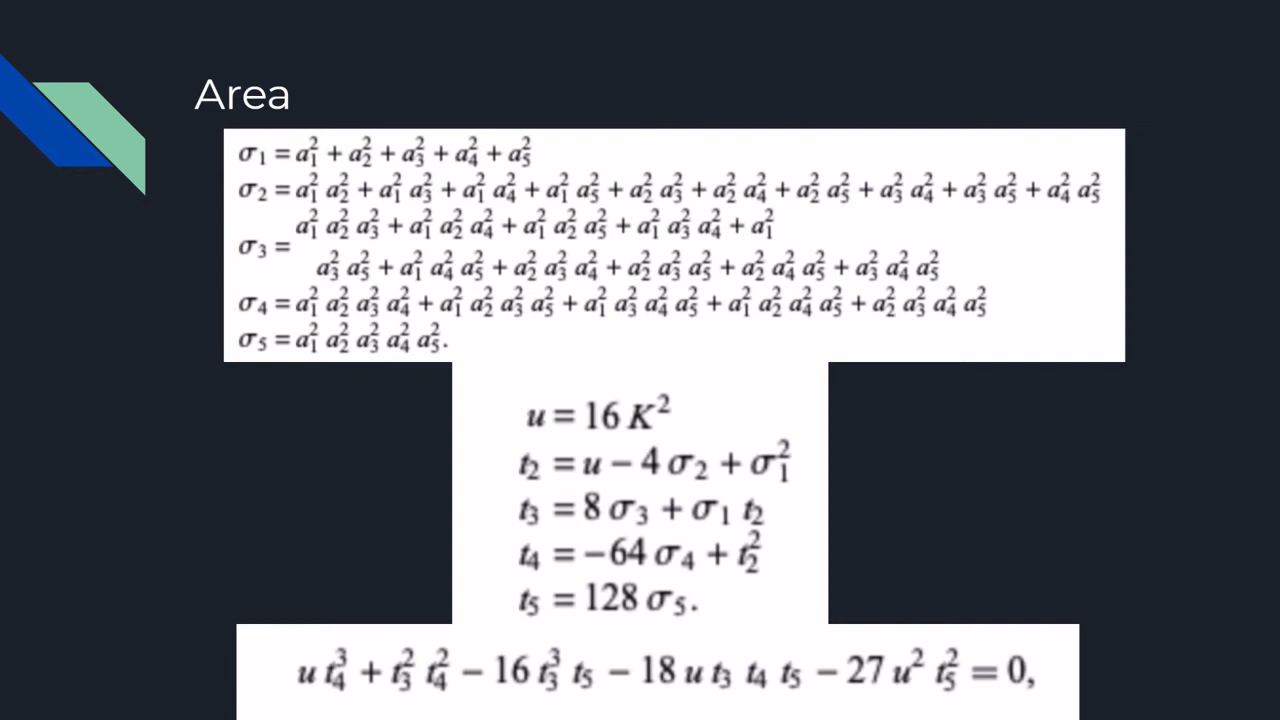 Area
σ₁ = a₁² + a₂² + a₃² + a₄² + a₅²
σ₂ = a₁² a₂² + a₁² a₃² + a₁² a₄² + a₁² a₅² + a₂² a₃² + a₂² a₄² + a₂² a₅² + a₃² a₄² + a₃² a₅² + a₄² a₅²
σ₃ = a₁² a₂² a₃² + a₁² a₂² a₄² + a₁² a₂² a₅² + a₁² a₃² a₄² + a₁²
a₃² a₅² + a₁² a₄² a₅² + a₂² a₃² a₄² + a₂² a₃² a₅² + a₂² a₄² a₅² + a₃² a₄² a₅²
σ₄ = a₁² a₂² a₃² a₄² + a₁² a₂² a₃² a₅² + a₁² a₃² a₄² a₅² + a₁² a₂² a₄² a₅² + a₂² a₃² a₄² a₅²
σ₅ = a₁² a₂² a₃² a₄² a₅².
u = 16 K²
t₂ = u − 4 σ₂ + σ₁²
t₃ = 8 σ₃ + σ₁ t₂
t₄ = −64 σ₄ + t₂²
t₅ = 128 σ₅.
u t₄³ + t₃² t₄² − 16 t₃³ t₅ − 18 u t₃ t₄ t₅ − 27 u² t₅² = 0,